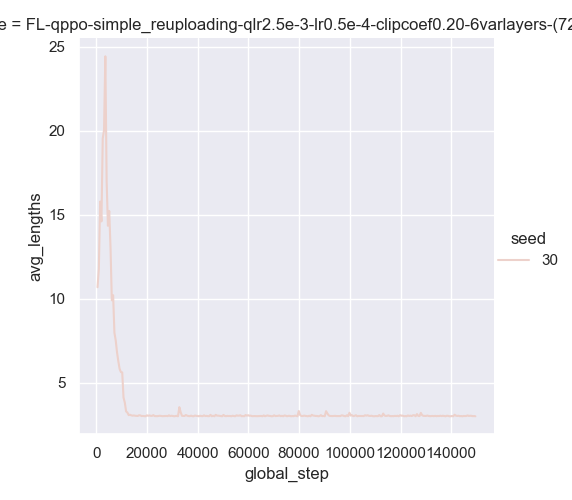 e = FL-qppo-simple_reuploading-qlr2.5e-3-lr0.5e-4-clipcoef0.20-6varlayers-(72
25
20
15
10
5
avg_lengths
0 20000 40000 60000 80000 100000 120000 140000
global_step
seed
30